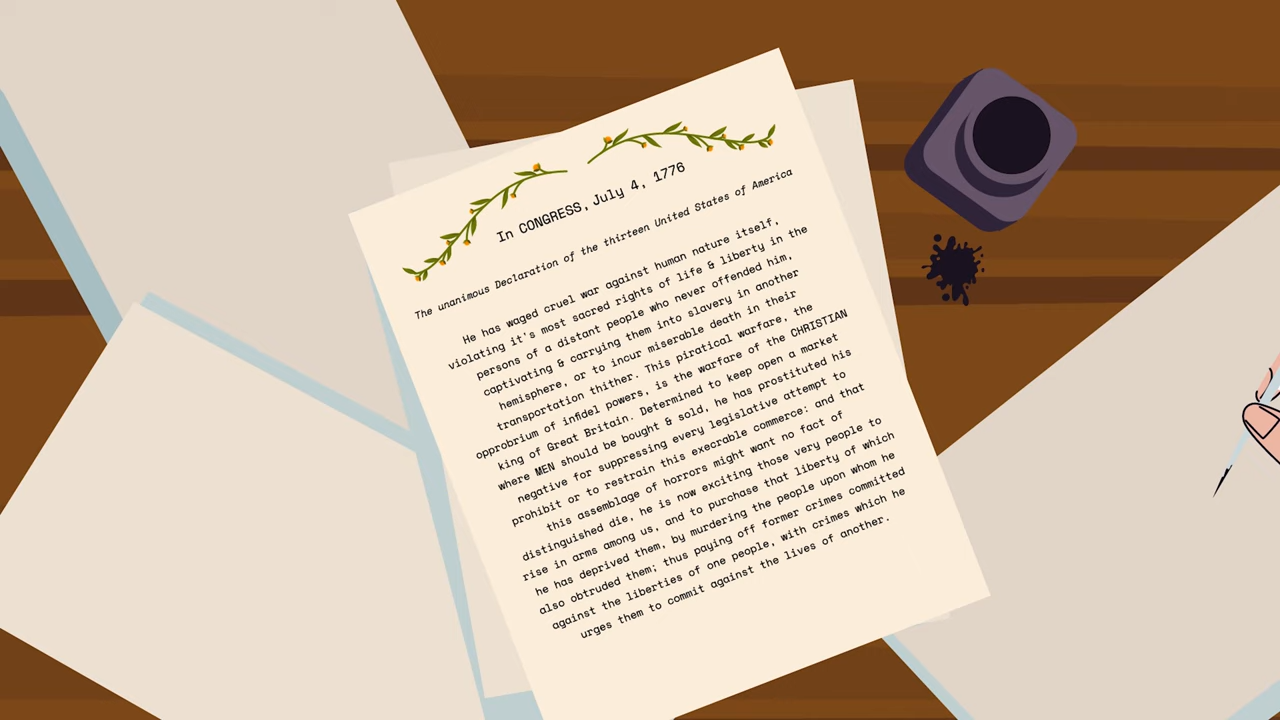 In CONGRESS, July 4, 1776
The unanimous Declaration of the thirteen United States of America
He has waged cruel war against human nature itself,
violating it's most sacred rights of life & liberty in the
persons of a distant people who never offended him,
captivating & carrying them into slavery in another
hemisphere, or to incur miserable death in their
transportation thither. This piratical warfare, the
opprobrium of infidel powers, is the warfare of the CHRISTIAN
king of Great Britain. Determined to keep open a market
where MEN should be bought & sold, he has prostituted his
negative for suppressing every legislative attempt to
prohibit or to restrain this execrable commerce: and that
this assemblage of horrors might want no fact of
distinguished die, he is now exciting those very people to
rise in arms among us, and to purchase that liberty of which
he has deprived them, by murdering the people upon whom he
also obtruded them; thus paying off former crimes committed
against the liberties of one people, with crimes which he
urges them to commit against the lives of another.